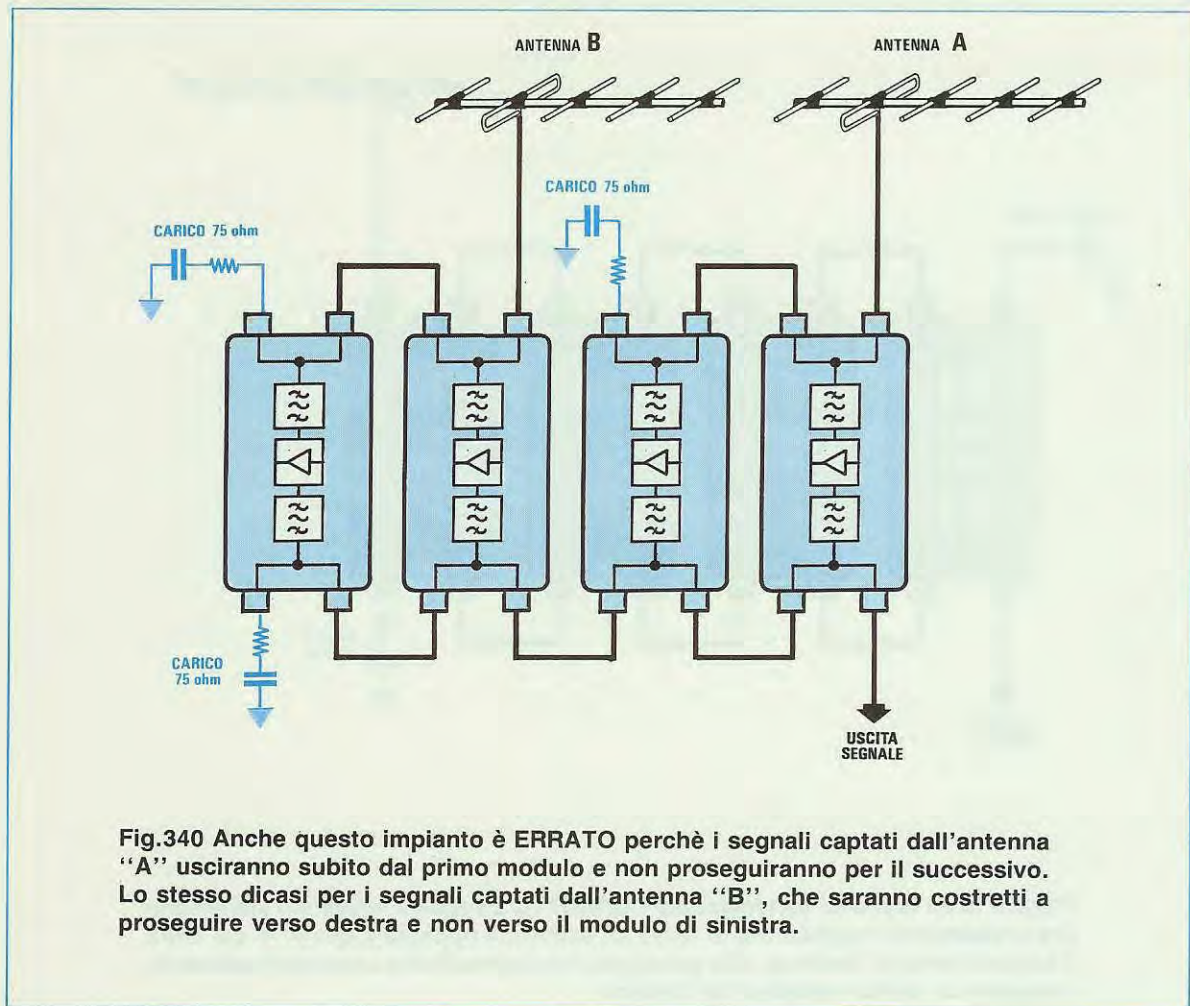 ANTENNA B
ANTENNA A
CARICO 75 ohm
CARICO 75 ohm
CARICO
75 ohm
USCITA
SEGNALE
Fig.340 Anche questo impianto è ERRATO perchè i segnali captati dall'antenna
"A" usciranno subito dal primo modulo e non proseguiranno per il successivo.
Lo stesso dicasi per i segnali captati dall'antenna "B", che saranno costretti a
proseguire verso destra e non verso il modulo di sinistra.